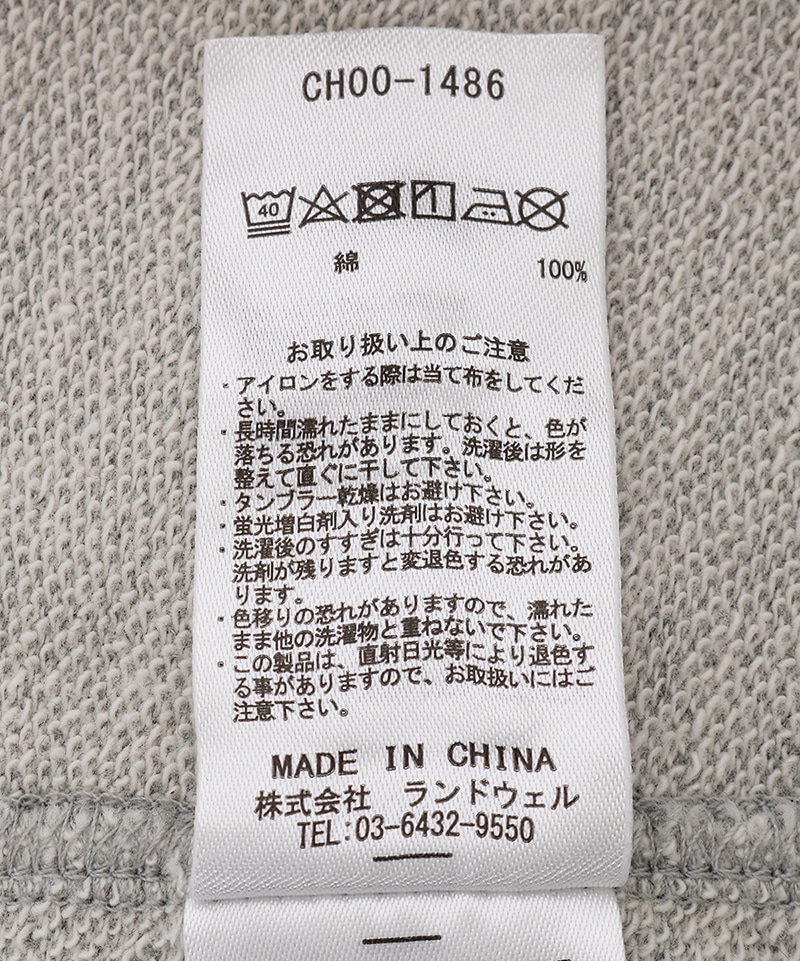 CH00-1486
40
綿 100%
お取り扱い上のご注意
・アイロンをする際は当て布をしてくだ
さい。
・長時間濡れたままにしておくと、色が
落ちる恐れがあります。洗濯後は形を
整えて直ぐに干して下さい。
・タンブラー乾燥はお避け下さい。
・蛍光増白剤入り洗剤はお避け下さい。
・洗濯後のすすぎは十分行って下さい。
洗剤が残りますと変退色する恐れがあ
ります。
・色移りの恐れがありますので、濡れた
まま他の洗濯物と重ねないで下さい。
・この製品は、直射日光等により退色す
る事がありますので、お取扱いにはご
注意下さい。
MADE IN CHINA
株式会社 ランドウェル
TEL:03-6432-9550